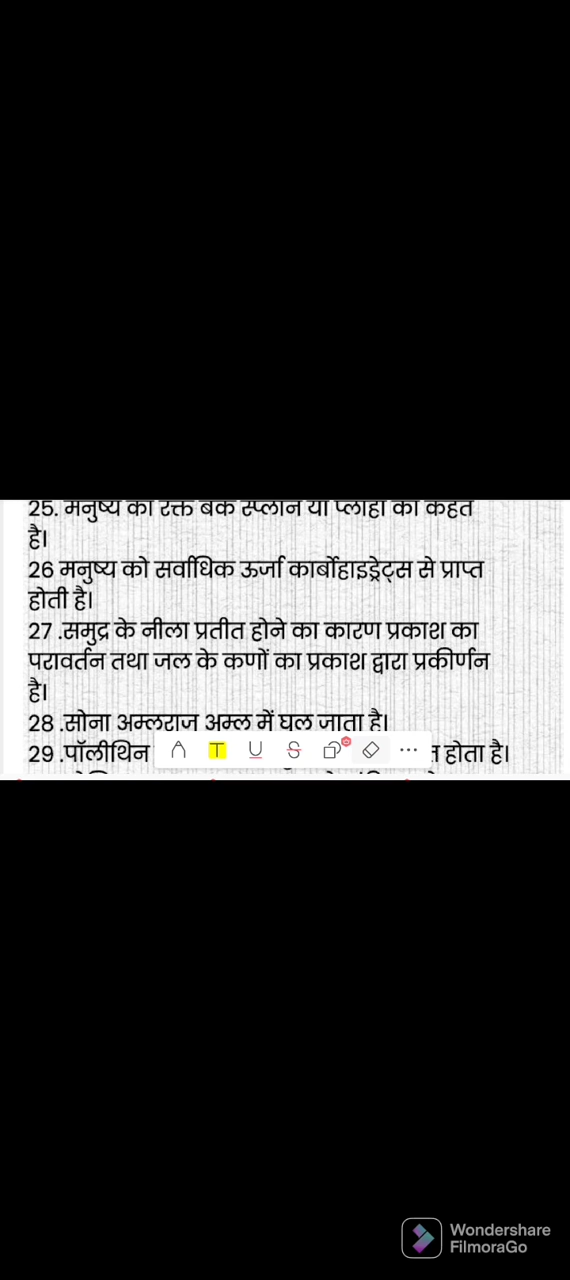 25. मनुष्य का रक्त बैंक स्प्लीन या प्लीहा को कहते
है।
26 मनुष्य को सर्वाधिक ऊर्जा कार्बोहाइड्रेट्स से प्राप्त
होती है।
27 .समुद्र के नीला प्रतीत होने का कारण प्रकाश का
परावर्तन तथा जल के कणों का प्रकाश द्वारा प्रकीर्णन
है।
28 .सोना अम्लराज अम्ल में घुल जाता है।
29 .पॉलीथिन होता है।
Wondershare
FilmoraGo